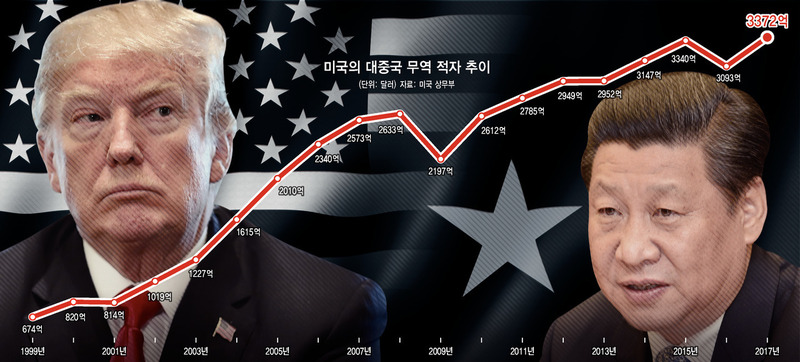 미국의 대중국 무역 적자 추이
(단위: 달러) 자료: 미국 상무부
674억
820억
814억
1019억
1227억
1615억
2010억
2340억
2573억
2633억
2197억
2612억
2785억
2949억
2952억
3147억
3340억
3093억
3372억
1999년
2001년
2003년
2005년
2007년
2009년
2011년
2013년
2015년
2017년